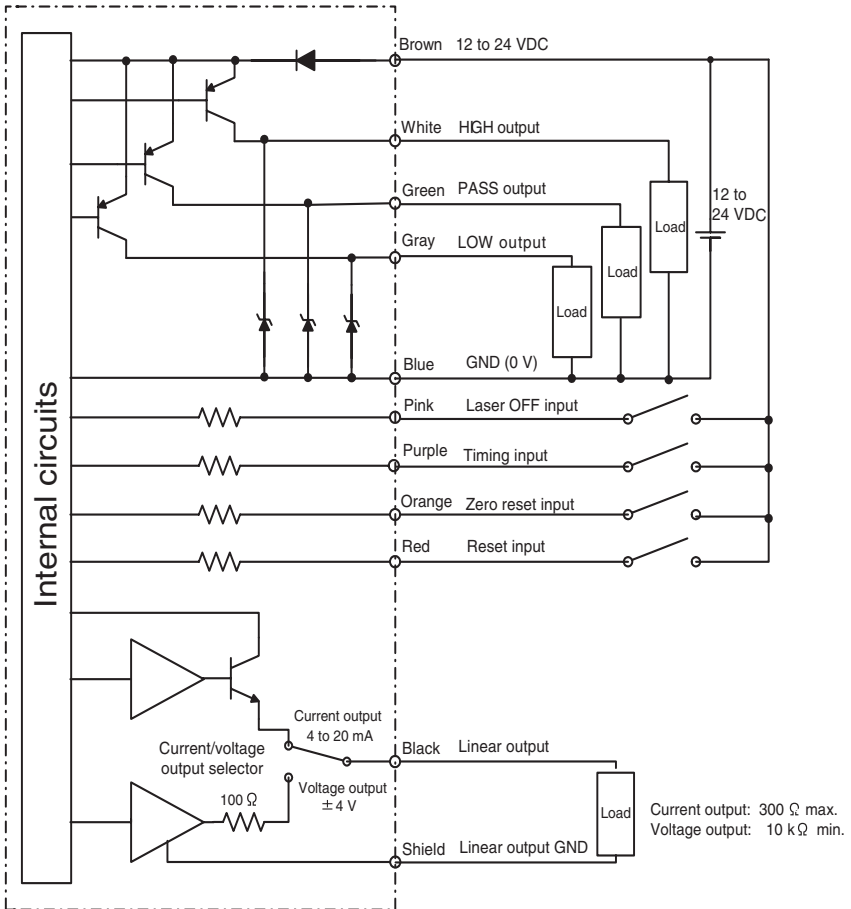 Brown 12 to 24 VDC
White HIGH output
Green PASS output
12 to
24 VDC
Load
Gray LOW output
Load
Load
Blue GND (0 V)
Pink Laser OFF input
Purple Timing input
Orange Zero reset input
Red Reset input
Internal circuits
Current output
4 to 20 mA
Current/voltage
output selector
Black Linear output
Voltage output
±4 V
100 Ω
Load
Current output: 300 Ω max.
Voltage output: 10 kΩ min.
Shield Linear output GND